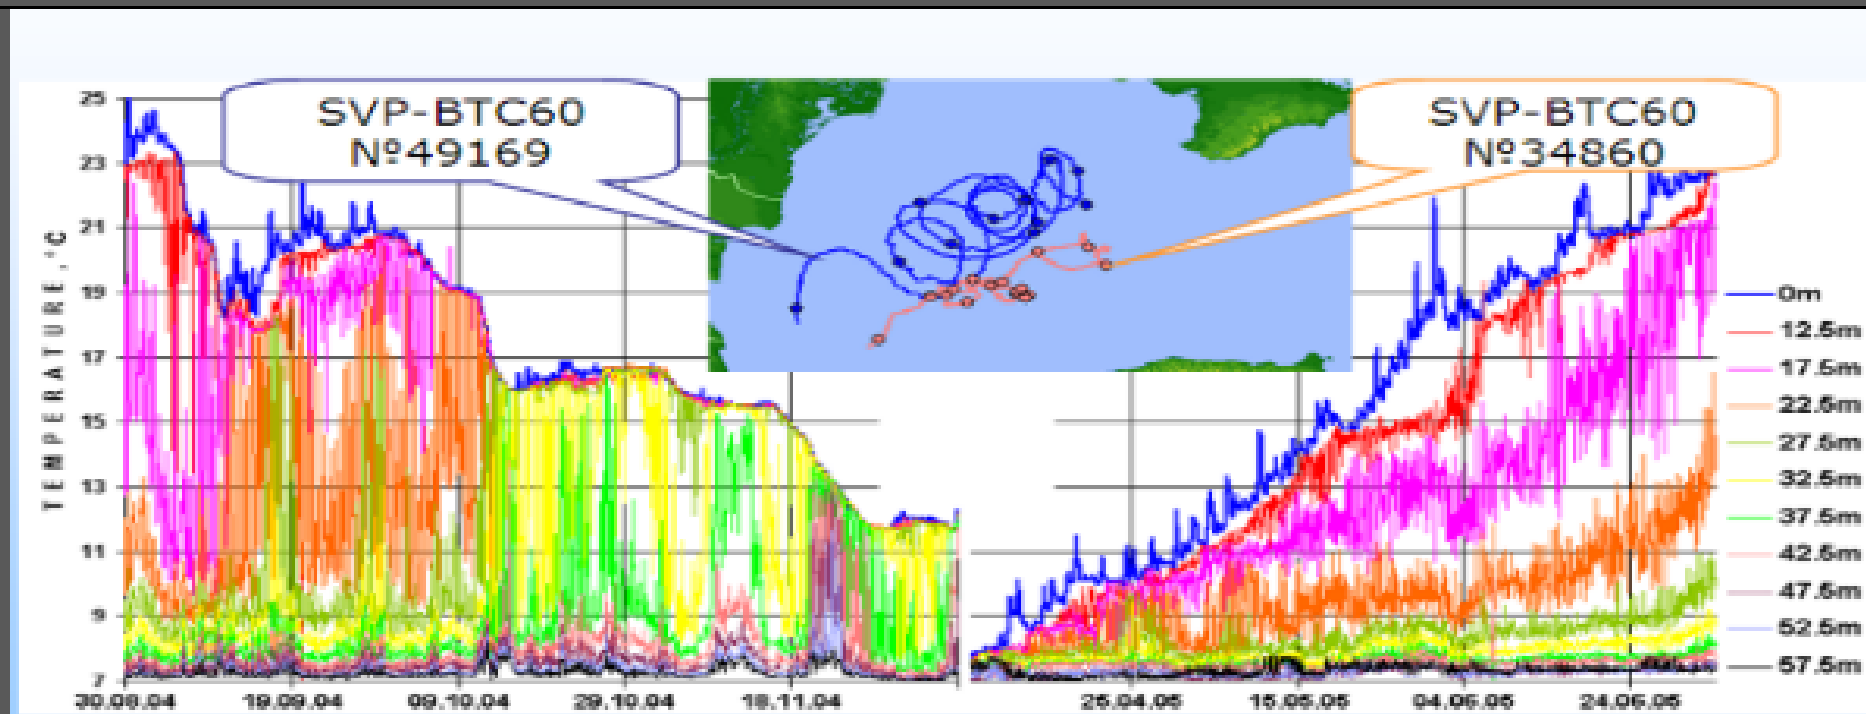 SVP-BTC60
№49169
SVP-BTC60
№34860
TEMPERATURE, °C
25
23
21
19
17
15
13
11
9
7
30.08.04 19.09.04 09.10.04 29.10.04 18.11.04 25.04.05 15.05.05 04.06.05 24.06.05
0m
12.5m
17.5m
22.5m
27.5m
32.5m
37.5m
42.5m
47.5m
52.5m
57.5m